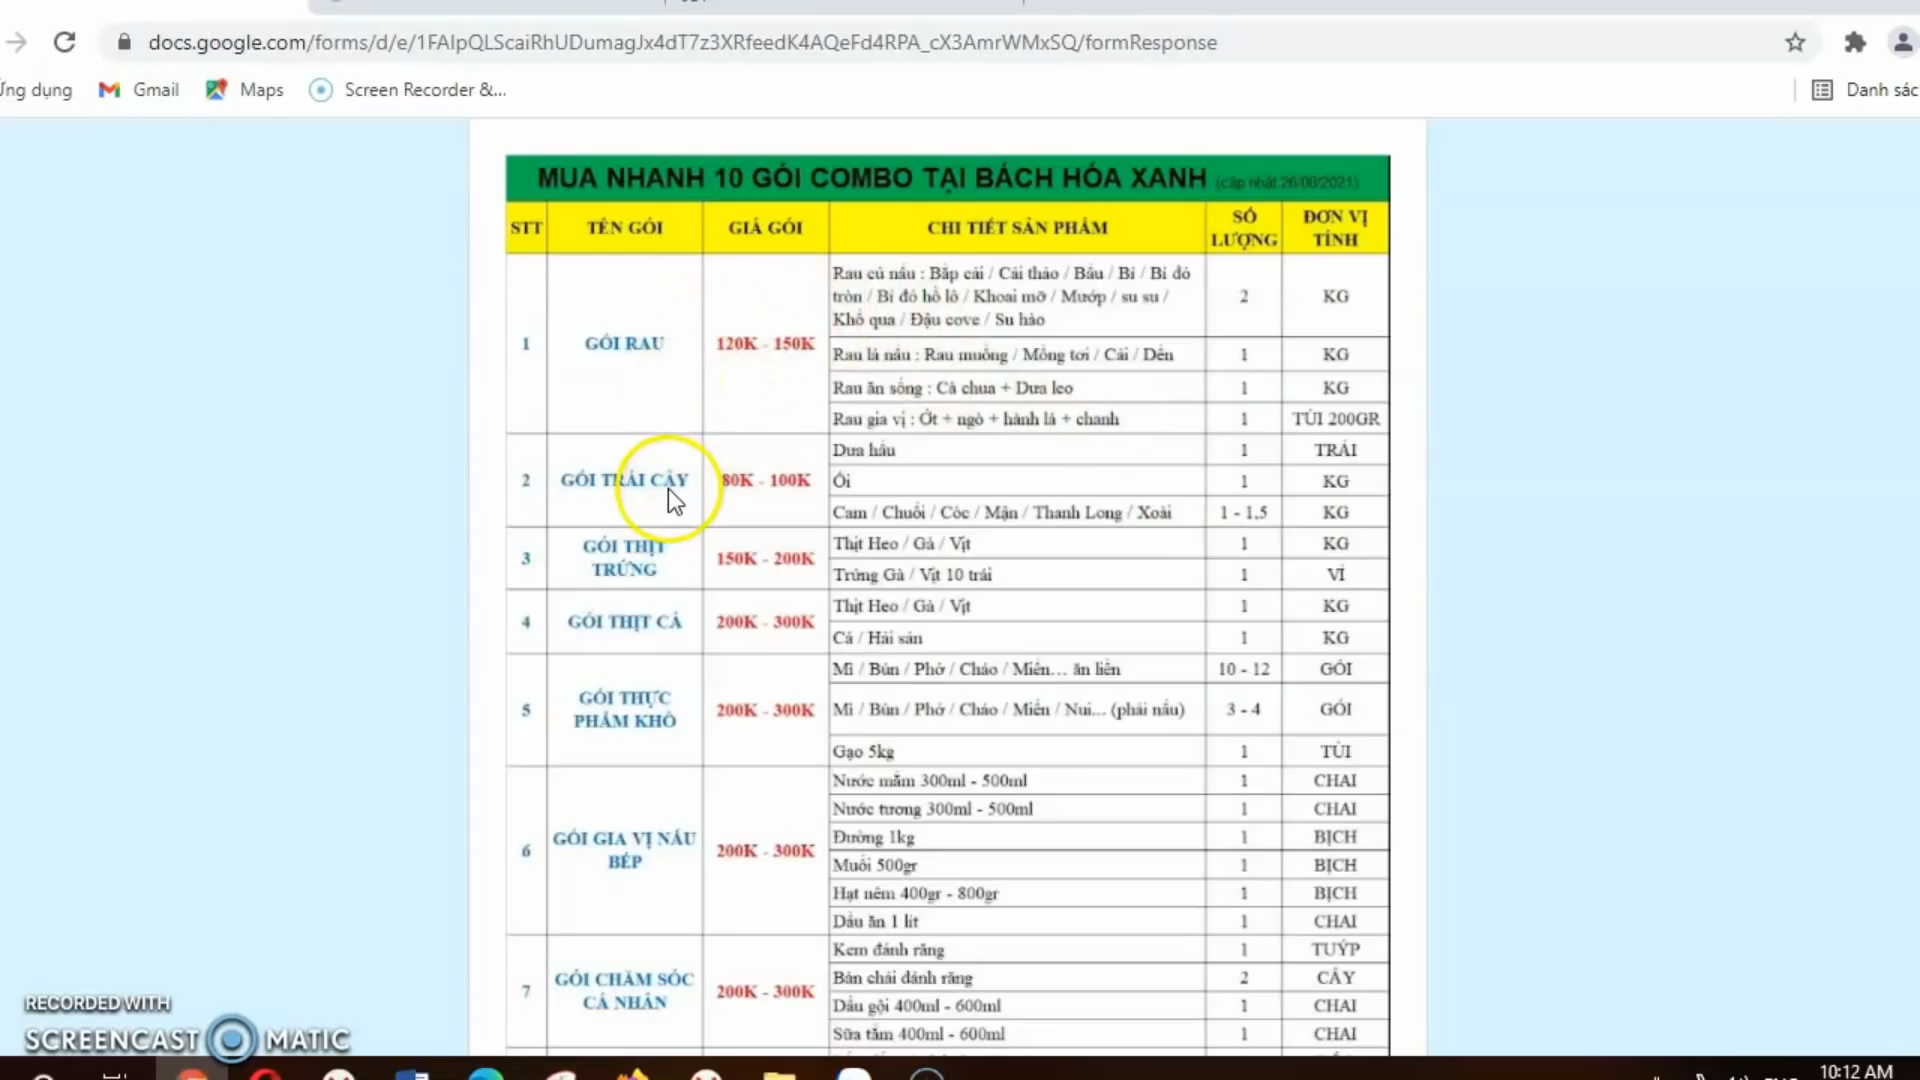 docs.google.com/forms/d/e/1FAIpQLScaiRhUDumagJx4dT7z3XRfeedK4AQeFd4RPA_cX3AmrWMxSQ/formResponse
Ứng dụng Gmail Maps Screen Recorder &... Danh sác
MUA NHANH 10 GÓI COMBO TẠI BÁCH HÓA XANH (cập nhật 26/08/2021)
STT TÊN GÓI GIÁ GÓI CHI TIẾT SẢN PHẨM SỐ LƯỢNG ĐƠN VỊ TÍNH
1 GÓI RAU 120K - 150K
Rau củ nấu : Bắp cải / Cải thảo / Bầu / Bí / Bí đỏ
tròn / Bí đỏ hồ lô / Khoai mỡ / Mướp / su su /
Khổ qua / Đậu cove / Su hào
2 KG
Rau lá nấu : Rau muống / Mồng tơi / Cải / Dền 1 KG
Rau ăn sống : Cà chua + Dưa leo 1 KG
Rau gia vị : Ớt + ngò + hành lá + chanh 1 TÚI 200GR
2 GÓI TRÁI CÂY 80K - 100K
Dưa hấu 1 TRÁI
Ổi 1 KG
Cam / Chuối / Cóc / Mận / Thanh Long / Xoài 1 - 1,5 KG
3 GÓI THỊT
TRỨNG
150K - 200K
Thịt Heo / Gà / Vịt 1 KG
Trứng Gà / Vịt 10 trái 1 VỈ
4 GÓI THỊT CÁ 200K - 300K
Thịt Heo / Gà / Vịt 1 KG
Cá / Hải sản 1 KG
5 GÓI THỰC
PHẨM KHÔ
200K - 300K
Mì / Bún / Phở / Cháo / Miến... ăn liền 10 - 12 GÓI
Mì / Bún / Phở / Cháo / Miến / Nui... (phải nấu) 3 - 4 GÓI
Gạo 5kg 1 TÚI
6 GÓI GIA VỊ NẤU
BẾP
200K - 300K
Nước mắm 300ml - 500ml 1 CHAI
Nước tương 300ml - 500ml 1 CHAI
Đường 1kg 1 BỊCH
Muối 500gr 1 BỊCH
Hạt nêm 400gr - 800gr 1 BỊCH
Dầu ăn 1 lit 1 CHAI
7 GÓI CHĂM SÓC
CÁ NHÂN
200K - 300K
Kem đánh răng 1 TUÝP
Bàn chải đánh răng 2 CÂY
Dầu gội 400ml - 600ml 1 CHAI
Sữa tắm 400ml - 600ml 1 CHAI
RECORDED WITH
SCREENCAST MATIC
10:12 AM